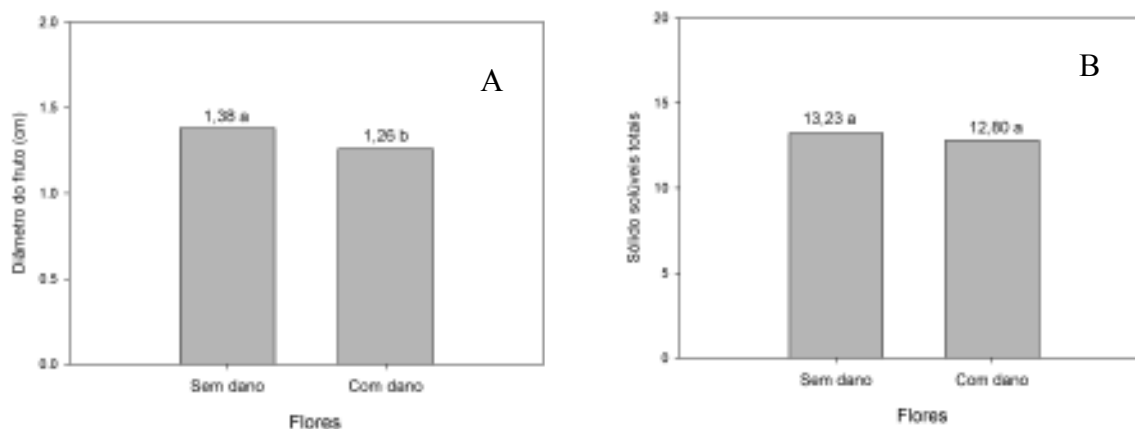 A
Diâmetro do fruto (cm)
2.0
1.5
1.0
0.5
0.0
1,38 a
1,26 b
Sem dano
Com dano
Flores
B
Sólido solúveis totais
20
15
10
5
0
13,23 a
12,80 a
Sem dano
Com dano
Flores